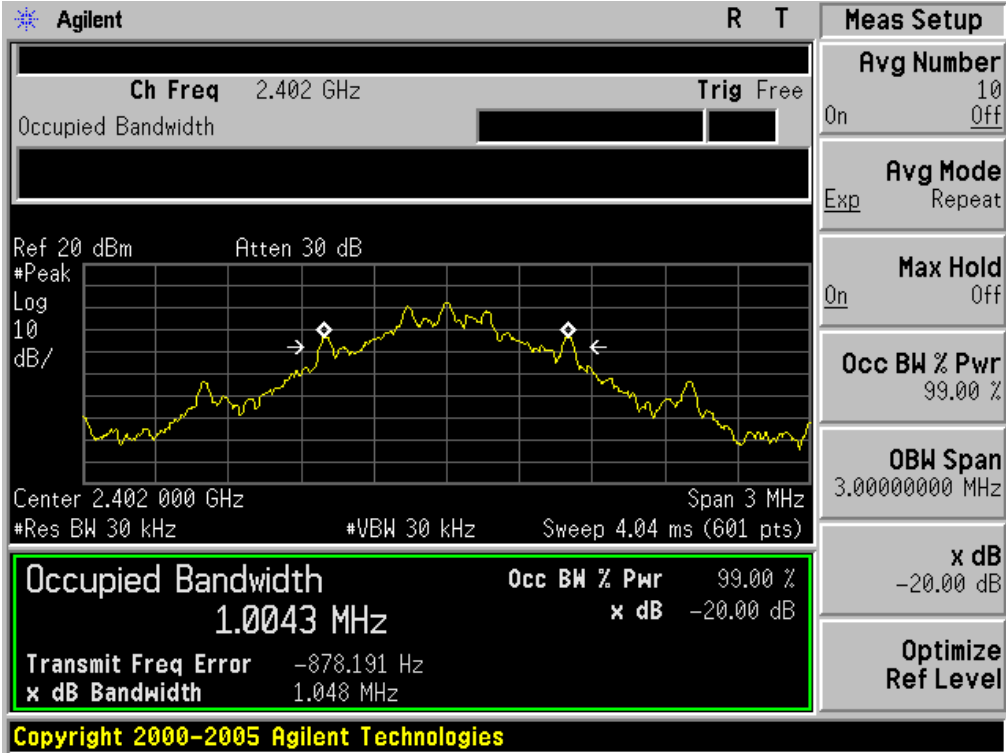 Agilent R T
Meas Setup
Ch Freq 2.402 GHz Trig Free
Occupied Bandwidth
Ref 20 dBm Atten 30 dB
#Peak
Log
10
dB/
Center 2.402 000 GHz Span 3 MHz
#Res BW 30 kHz #VBW 30 kHz Sweep 4.04 ms (601 pts)
Occupied Bandwidth
1.0043 MHz
Occ BW % Pwr 99.00 %
x dB -20.00 dB
Transmit Freq Error -878.191 Hz
x dB Bandwidth 1.048 MHz
Avg Number
10
On Off
Avg Mode
Exp Repeat
Max Hold
On Off
Occ BW % Pwr
99.00 %
OBW Span
3.00000000 MHz
x dB
-20.00 dB
Optimize
Ref Level
Copyright 2000-2005 Agilent Technologies